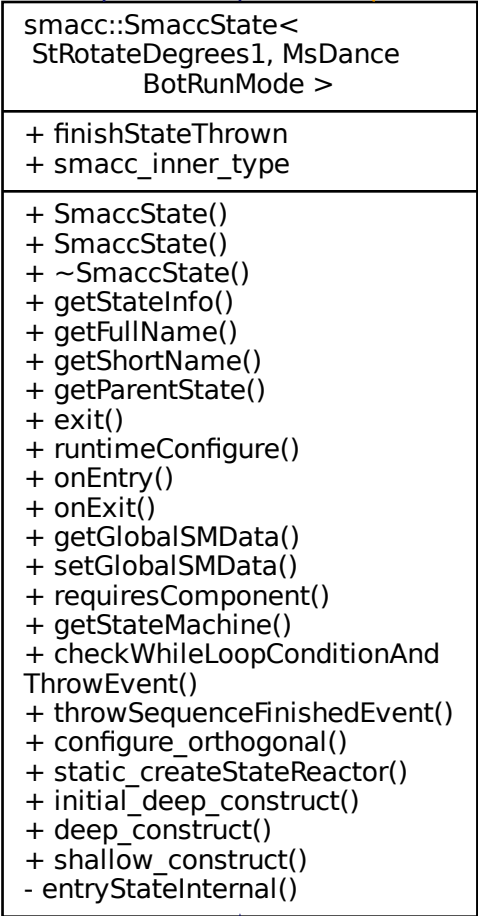 smacc::SmaccState<
StRotateDegrees1, MsDance
BotRunMode >
+ finishStateThrown
+ smacc_inner_type
+ SmaccState()
+ SmaccState()
+ ~SmaccState()
+ getStateInfo()
+ getFullName()
+ getShortName()
+ getParentState()
+ exit()
+ runtimeConfigure()
+ onEntry()
+ onExit()
+ getGlobalSMData()
+ setGlobalSMData()
+ requiresComponent()
+ getStateMachine()
+ checkWhileLoopConditionAnd
ThrowEvent()
+ throwSequenceFinishedEvent()
+ configure_orthogonal()
+ static_createStateReactor()
+ initial_deep_construct()
+ deep_construct()
+ shallow_construct()
- entryStateInternal()